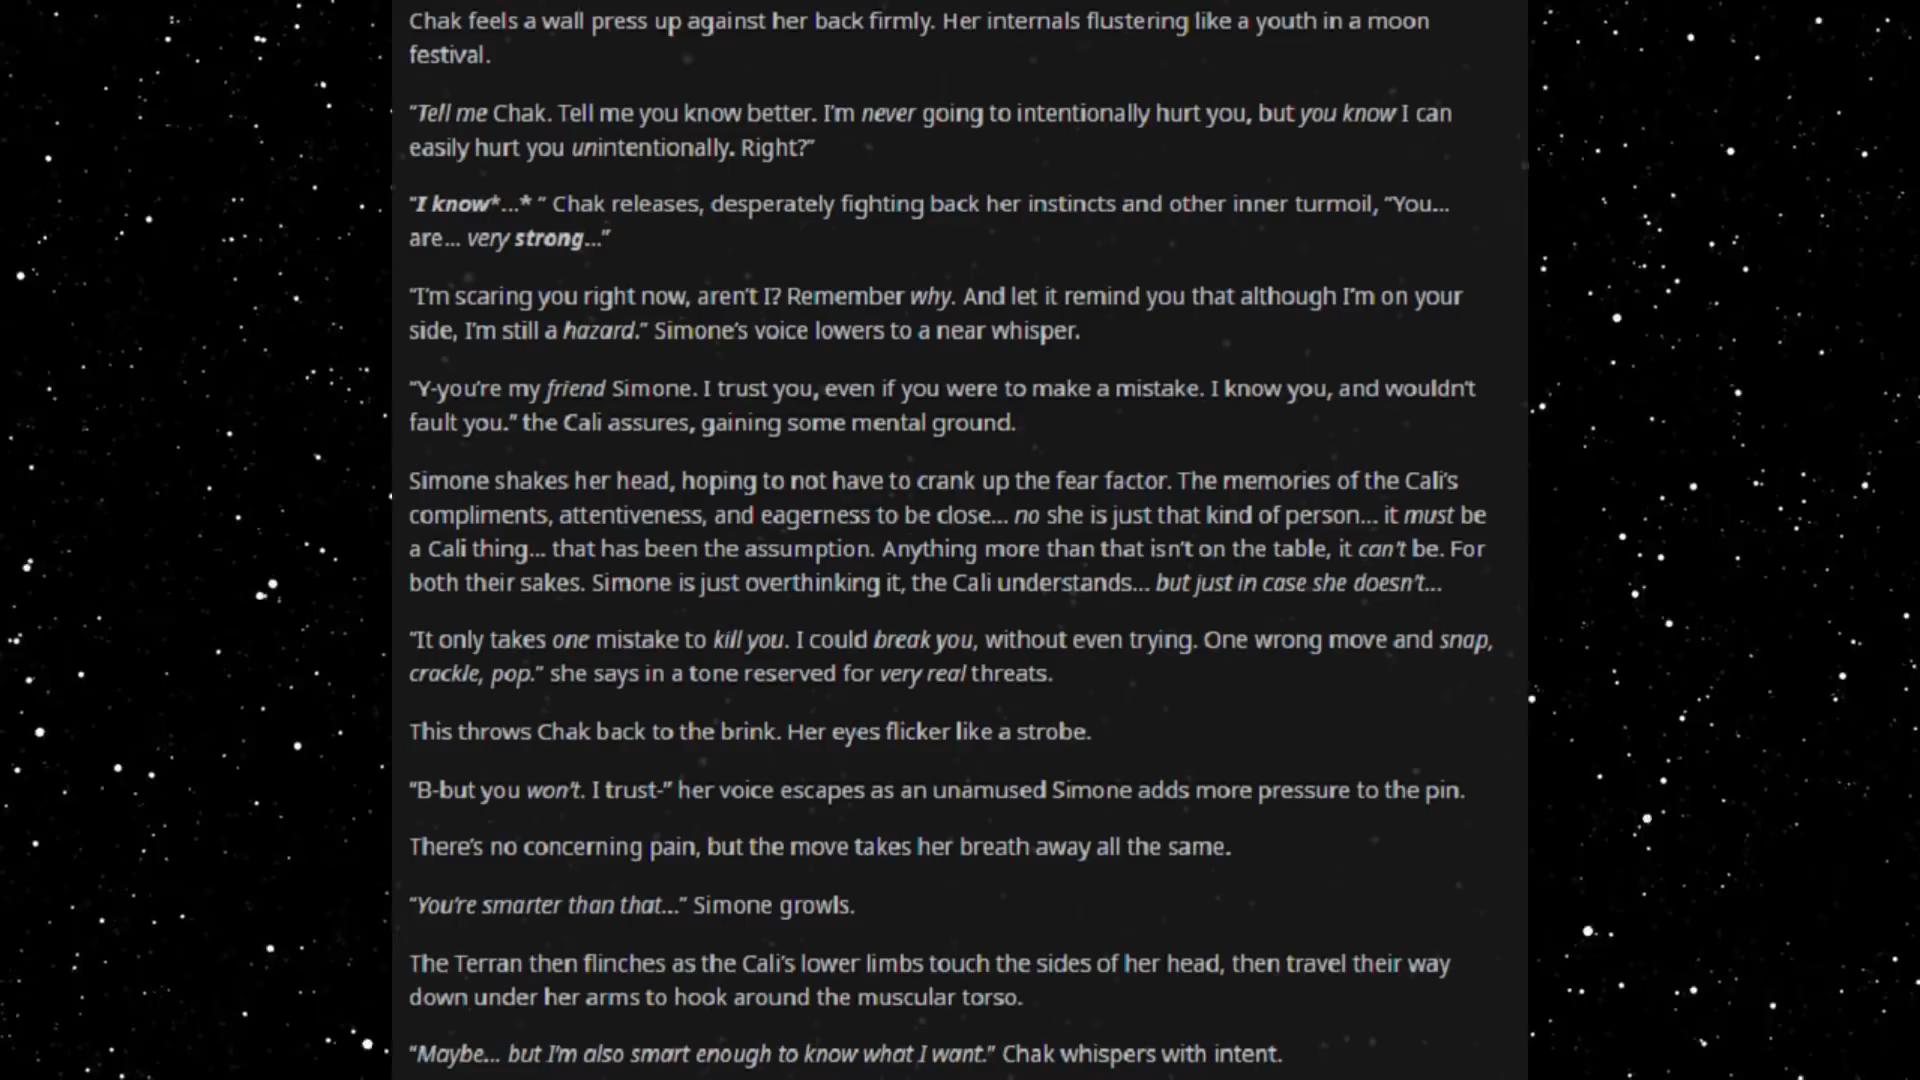 Chak feels a wall press up against her back firmly. Her internals flustering like a youth in a moon
festival.
“Tell me Chak. Tell me you know better. I’m never going to intentionally hurt you, but you know I can
easily hurt you unintentionally. Right?”
“I know*…* ” Chak releases, desperately fighting back her instincts and other inner turmoil, “You…
are… very strong…”
“I’m scaring you right now, aren’t I? Remember why. And let it remind you that although I’m on your
side, I’m still a hazard.” Simone’s voice lowers to a near whisper.
“Y-you’re my friend Simone. I trust you, even if you were to make a mistake. I know you, and wouldn’t
fault you.” the Cali assures, gaining some mental ground.
Simone shakes her head, hoping to not have to crank up the fear factor. The memories of the Cali’s
compliments, attentiveness, and eagerness to be close… no she is just that kind of person… it must be
a Cali thing… that has been the assumption. Anything more than that isn’t on the table, it can’t be. For
both their sakes. Simone is just overthinking it, the Cali understands… but just in case she doesn’t…
“It only takes one mistake to kill you. I could break you, without even trying. One wrong move and snap,
crackle, pop.” she says in a tone reserved for very real threats.
This throws Chak back to the brink. Her eyes flicker like a strobe.
“B-but you won’t. I trust-” her voice escapes as an unamused Simone adds more pressure to the pin.
There’s no concerning pain, but the move takes her breath away all the same.
“You’re smarter than that…” Simone growls.
The Terran then flinches as the Cali’s lower limbs touch the sides of her head, then travel their way
down under her arms to hook around the muscular torso.
“Maybe… but I’m also smart enough to know what I want.” Chak whispers with intent.